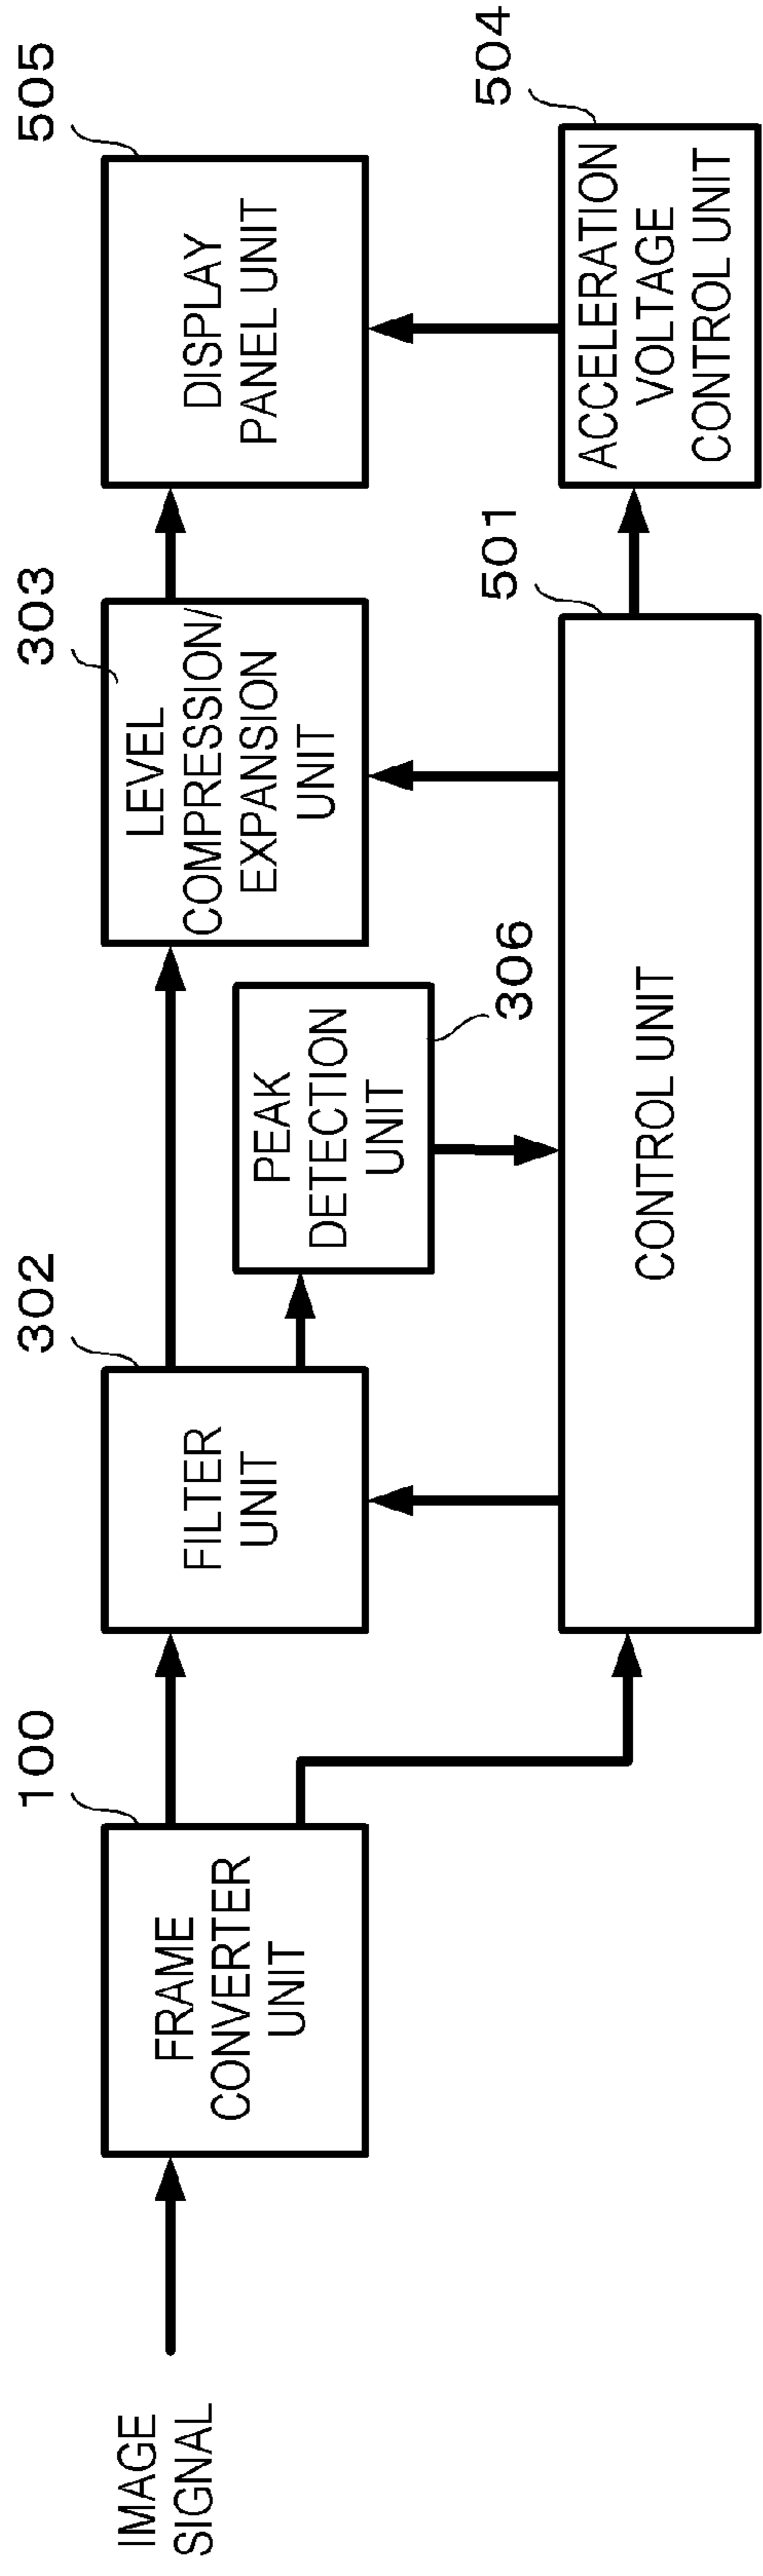 IMAGE
SIGNAL
100
FRAME
CONVERTER
UNIT
302
FILTER
UNIT
PEAK
DETECTION
UNIT
306
303
LEVEL
COMPRESSION/
EXPANSION
UNIT
505
DISPLAY
PANEL UNIT
CONTROL UNIT
501
504
ACCELERATION
VOLTAGE
CONTROL UNIT